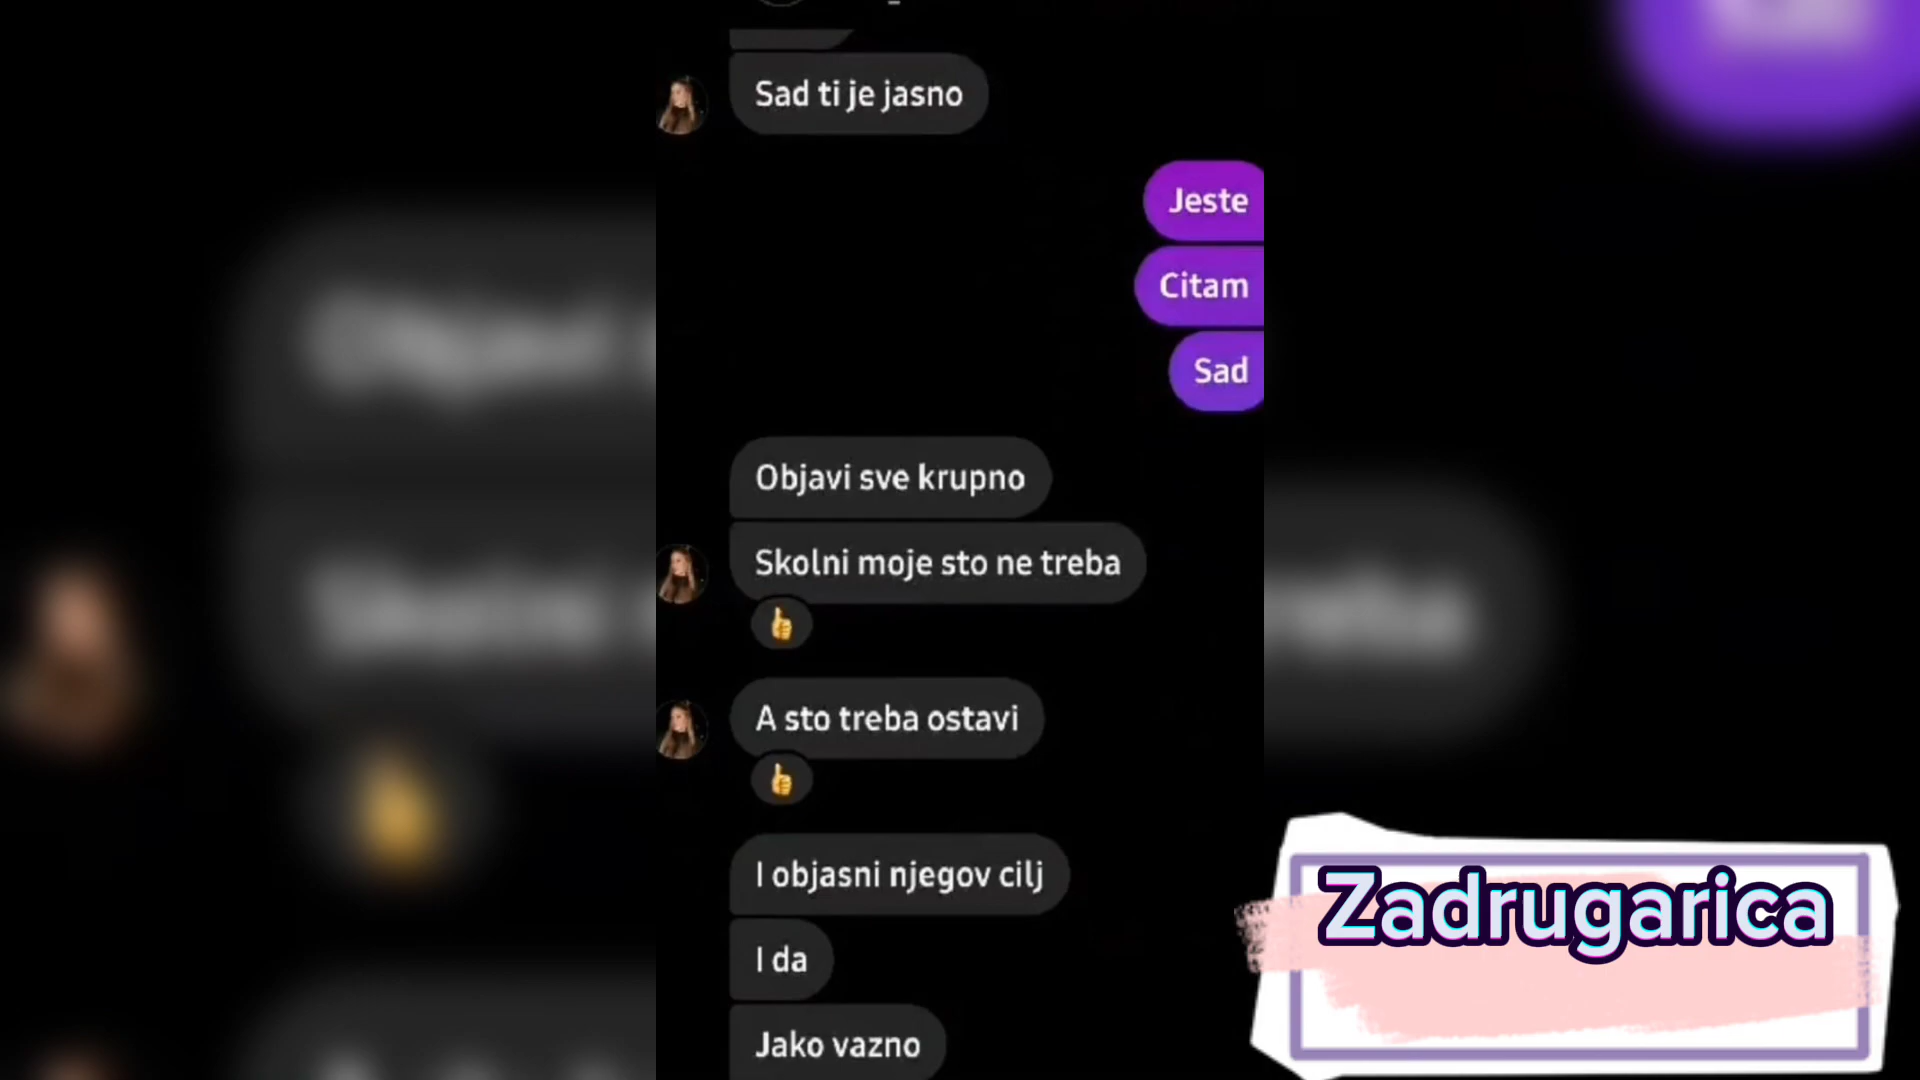 Sad ti je jasno
Jeste
Citam
Sad
Objavi sve krupno
Skolni moje sto ne treba
A sto treba ostavi
I objasni njegov cilj
I da
Jako vazno
Zadrugarica